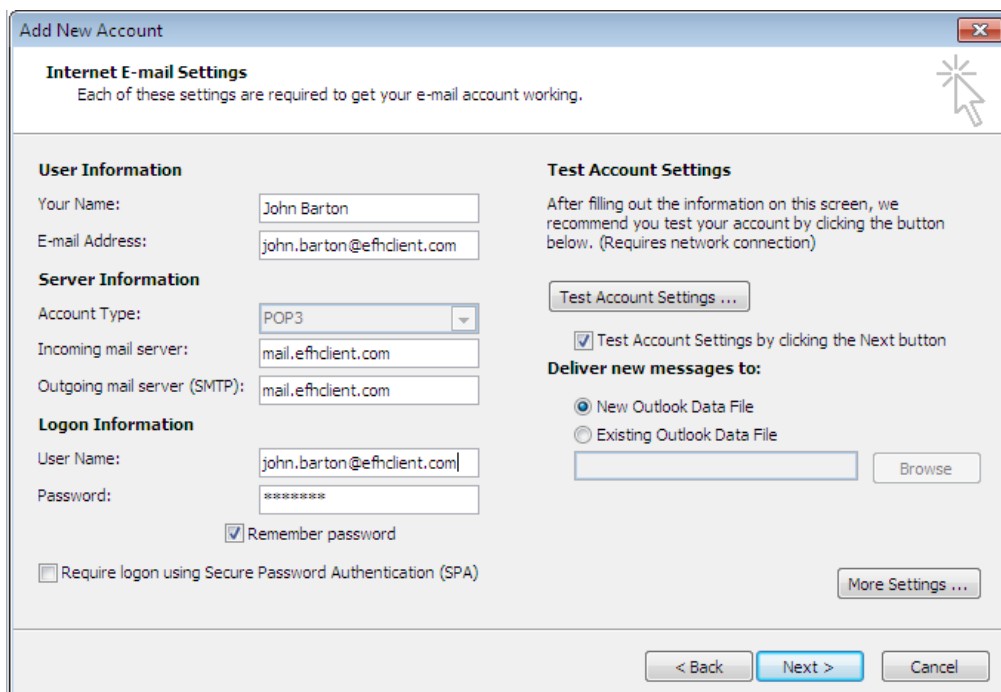 Add New Account
Internet E-mail Settings
Each of these settings are required to get your e-mail account working.
User Information
Your Name:
John Barton
E-mail Address:
john.barton@efhclient.com
Server Information
Account Type:
POP3
Incoming mail server:
mail.efhclient.com
Outgoing mail server (SMTP):
mail.efhclient.com
Logon Information
User Name:
john.barton@efhclient.com
Password:
*******
Remember password
Require logon using Secure Password Authentication (SPA)
Test Account Settings
After filling out the information on this screen, we
recommend you test your account by clicking the button
below. (Requires network connection)
Test Account Settings ...
Test Account Settings by clicking the Next button
Deliver new messages to:
New Outlook Data File
Existing Outlook Data File
Browse
More Settings ...
< Back
Next >
Cancel